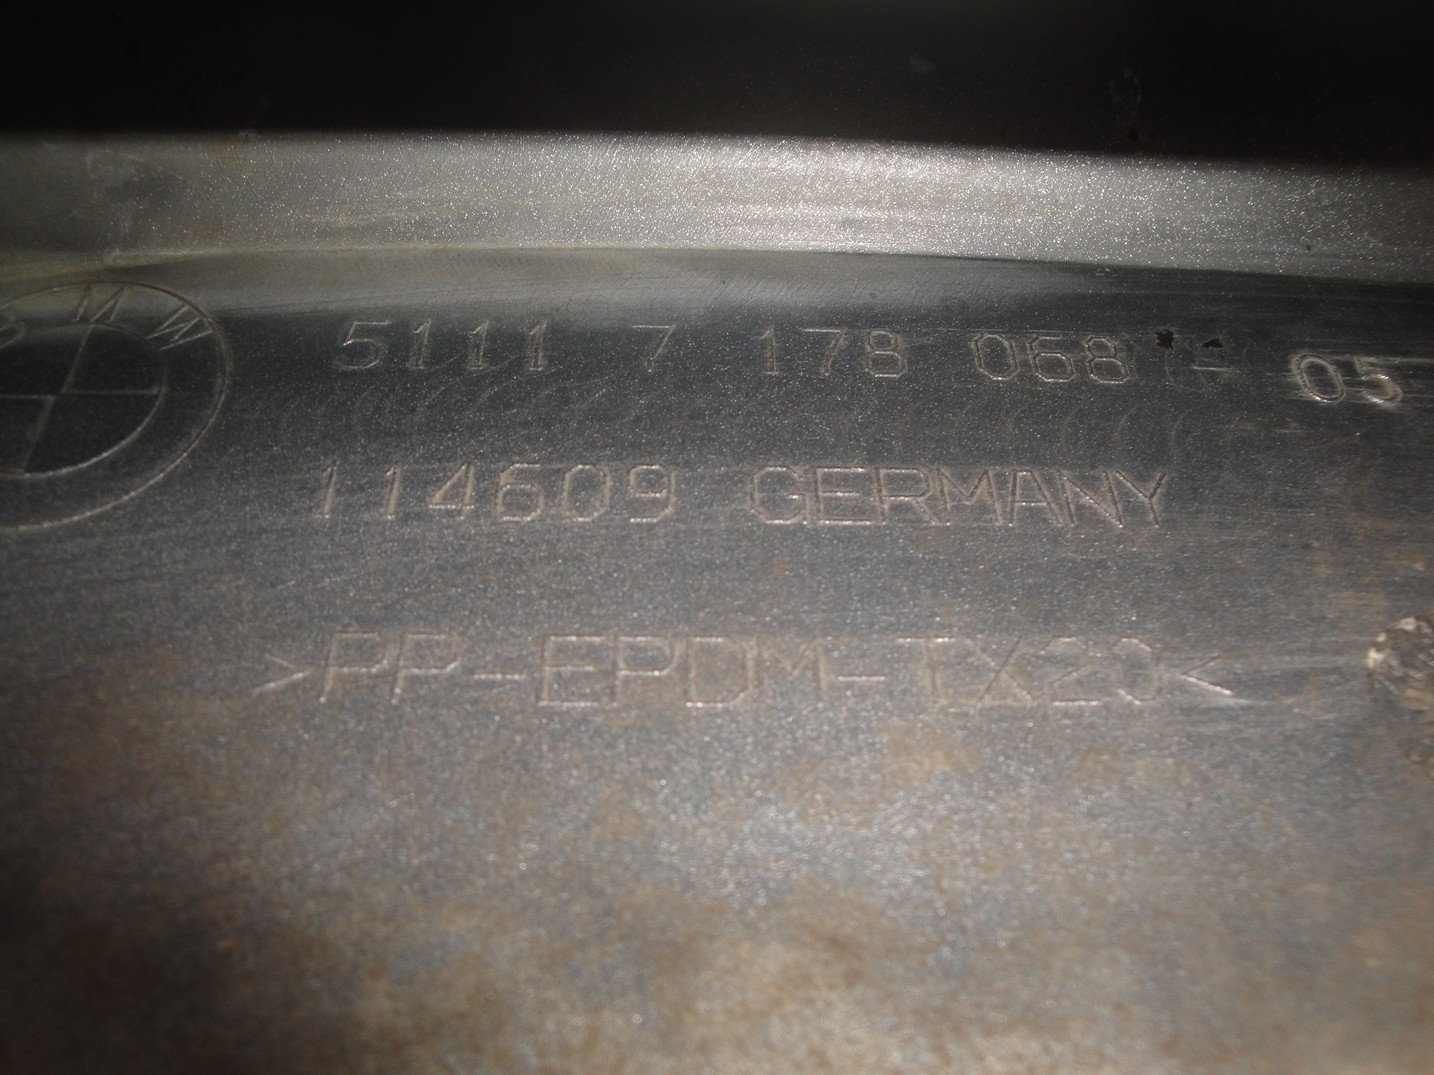 BMW
5111 7 178 068 - 05
114609 GERMANY
>PP-EPDM-TX20<